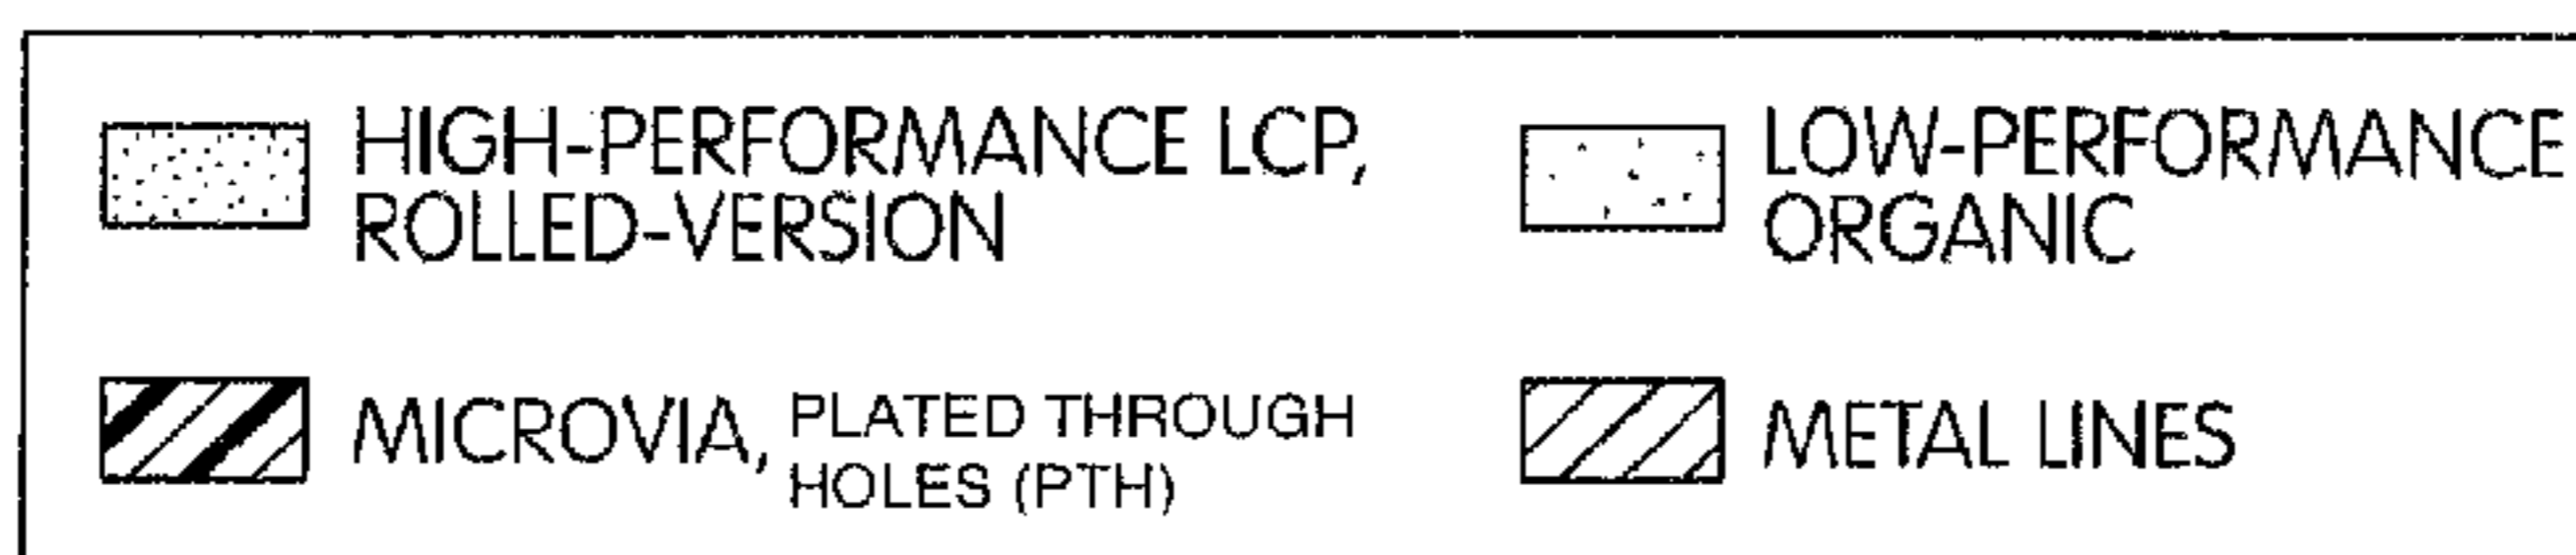 HIGH-PERFORMANCE LCP,
ROLLED-VERSION
LOW-PERFORMANCE
ORGANIC
MICROVIA, PLATED THROUGH
HOLES (PTH)
METAL LINES